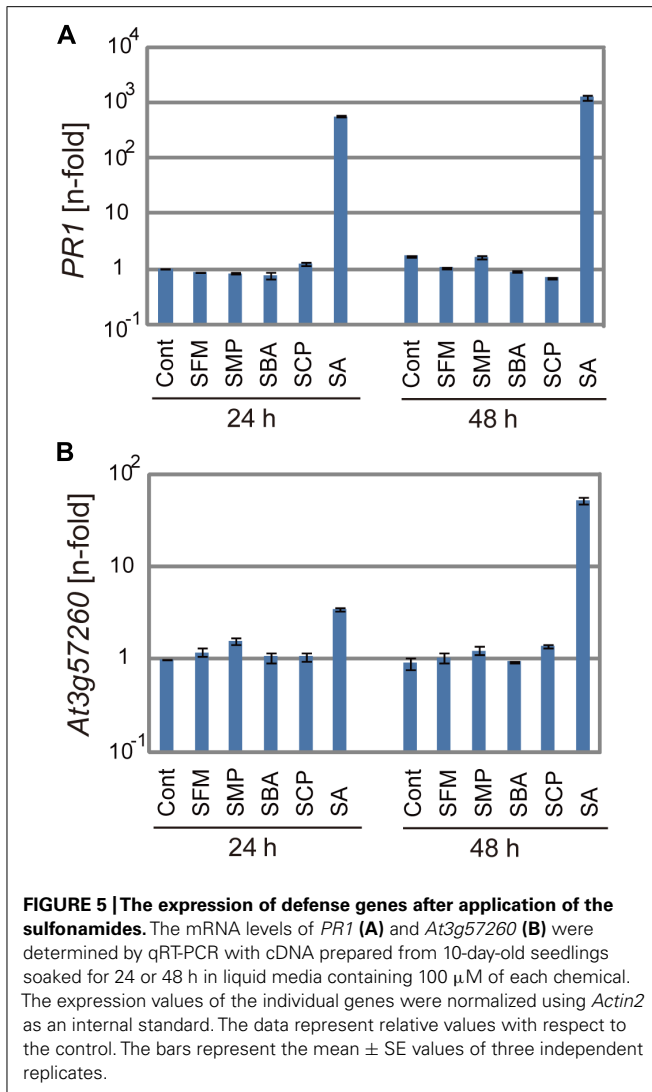 A
PR1 [n-fold]
10^4
10^3
10^2
10
1
10^-1
Cont SFM SMP SBA SCP SA Cont SFM SMP SBA SCP SA
24 h 48 h
B
At3g57260 [n-fold]
10^2
10
1
10^-1
Cont SFM SMP SBA SCP SA Cont SFM SMP SBA SCP SA
24 h 48 h
FIGURE 5 | The expression of defense genes after application of the
sulfonamides. The mRNA levels of PR1 (A) and At3g57260 (B) were
determined by qRT-PCR with cDNA prepared from 10-day-old seedlings
soaked for 24 or 48 h in liquid media containing 100 μM of each chemical.
The expression values of the individual genes were normalized using Actin2
as an internal standard. The data represent relative values with respect to
the control. The bars represent the mean ± SE values of three independent
replicates.